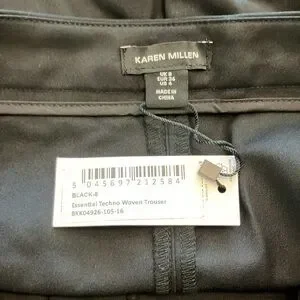 KAREN MILLEN
UK 8
EUR 36
US 4
MADE IN
CHINA
5 045697 212584
BLACK-8
Essential Techno Woven Trouser
BKK04926-105-16